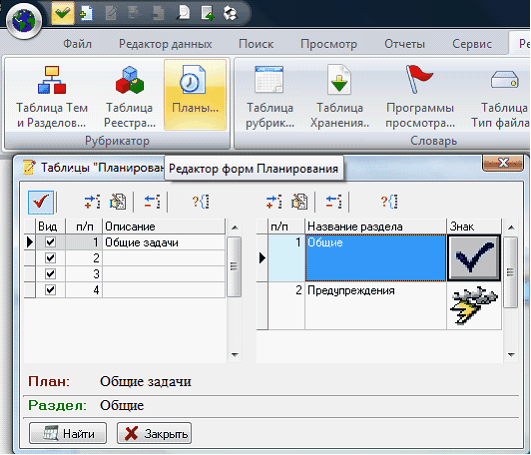 Файл Редактор данных Поиск Просмотр Отчеты Сервис Ре
Таблица Тем и Разделов...
Таблица Реестра...
Планы...
Таблица рубрик...
Таблица Хранения..
Программы просмотра...
Таблица Тип файла
Рубрикатор Словарь
Таблицы "Планирован
Редактор форм Планирования
Вид п/п Описание
1 Общие задачи
2
3
4
п/п Название раздела Знак
1 Общие
2 Предупреждения
План: Общие задачи
Раздел: Общие
Найти Закрыть